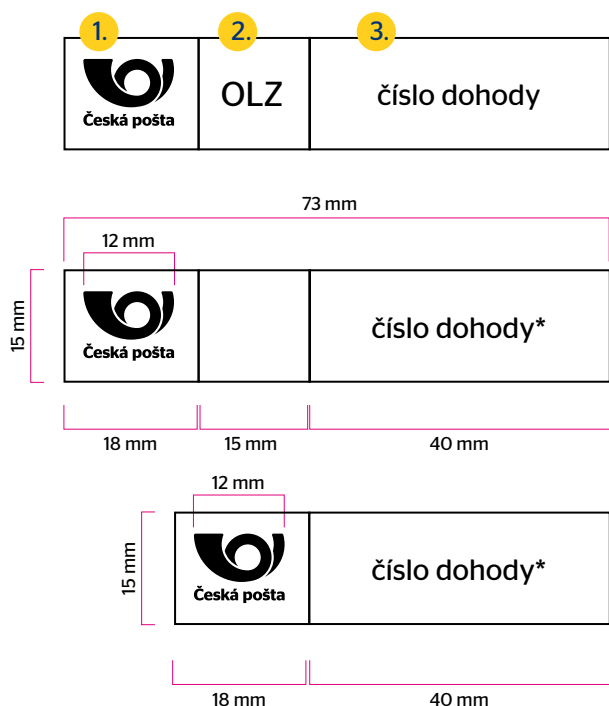 1. 2. 3.
Česká pošta OLZ číslo dohody
73 mm
12 mm
15 mm Česká pošta číslo dohody*
18 mm 15 mm 40 mm
12 mm
15 mm Česká pošta číslo dohody*
18 mm 40 mm